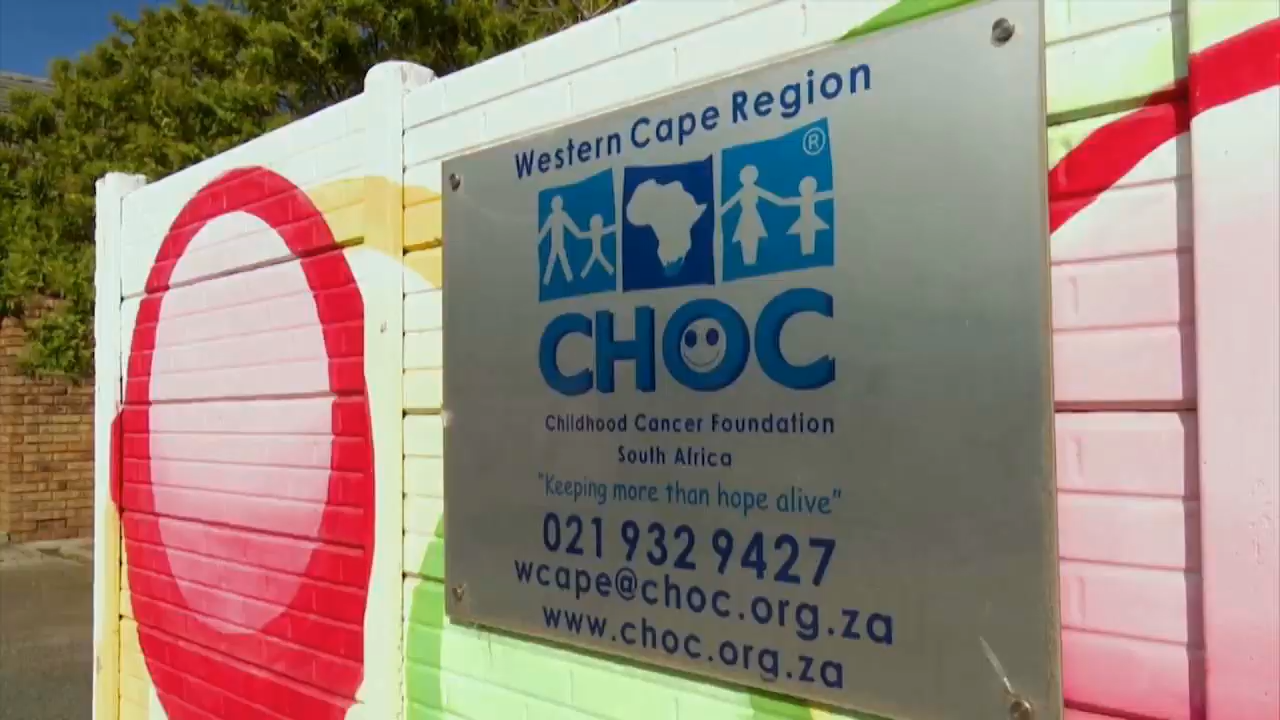 Western Cape Region
®
CHOC
Childhood Cancer Foundation
South Africa
"Keeping more than hope alive"
021 932 9427
wcape@choc.org.za
www.choc.org.za